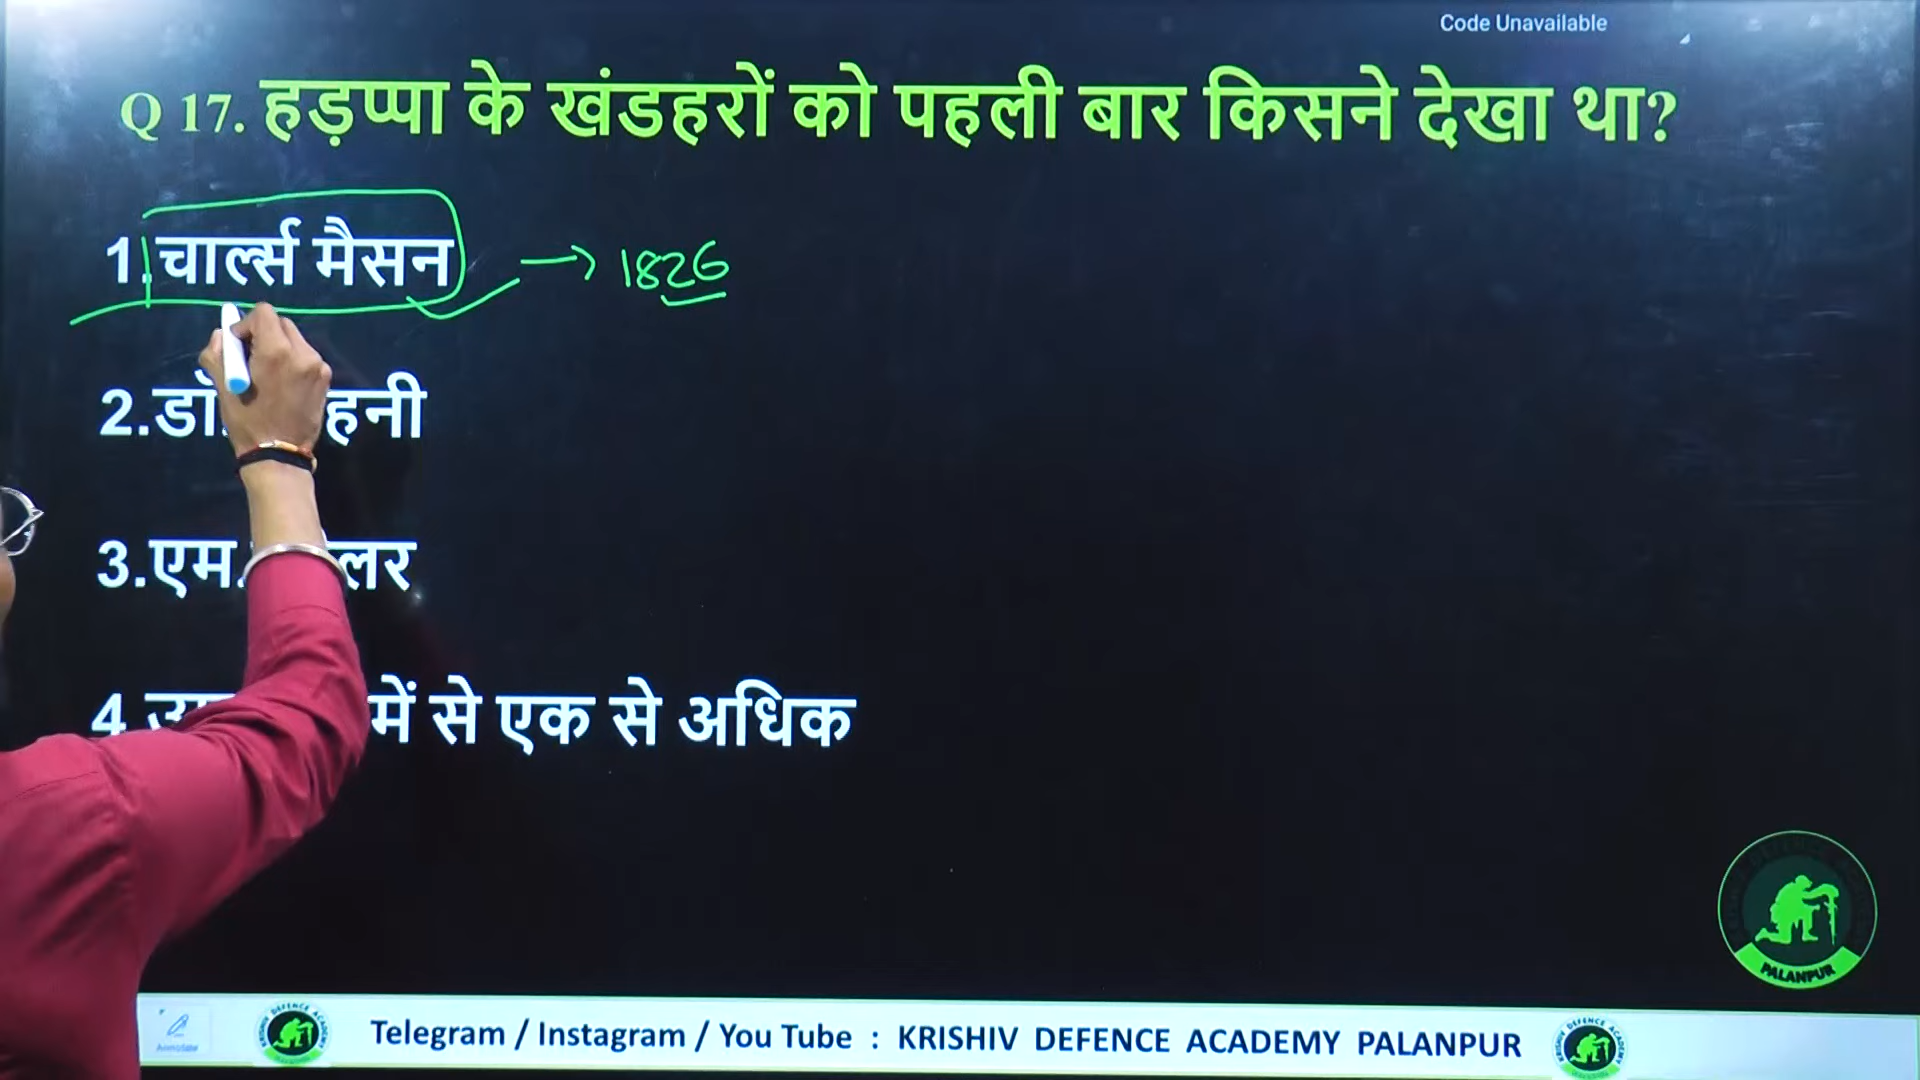 Code Unavailable
Q 17. हड़प्पा के खंडहरों को पहली बार किसने देखा था?
1.चार्ल्स मैसन → 1826
2.डॉ. हनी
3.एम. लर
4 में से एक से अधिक
PALANPUR
Annotate
Telegram / Instagram / You Tube : KRISHIV DEFENCE ACADEMY PALANPUR